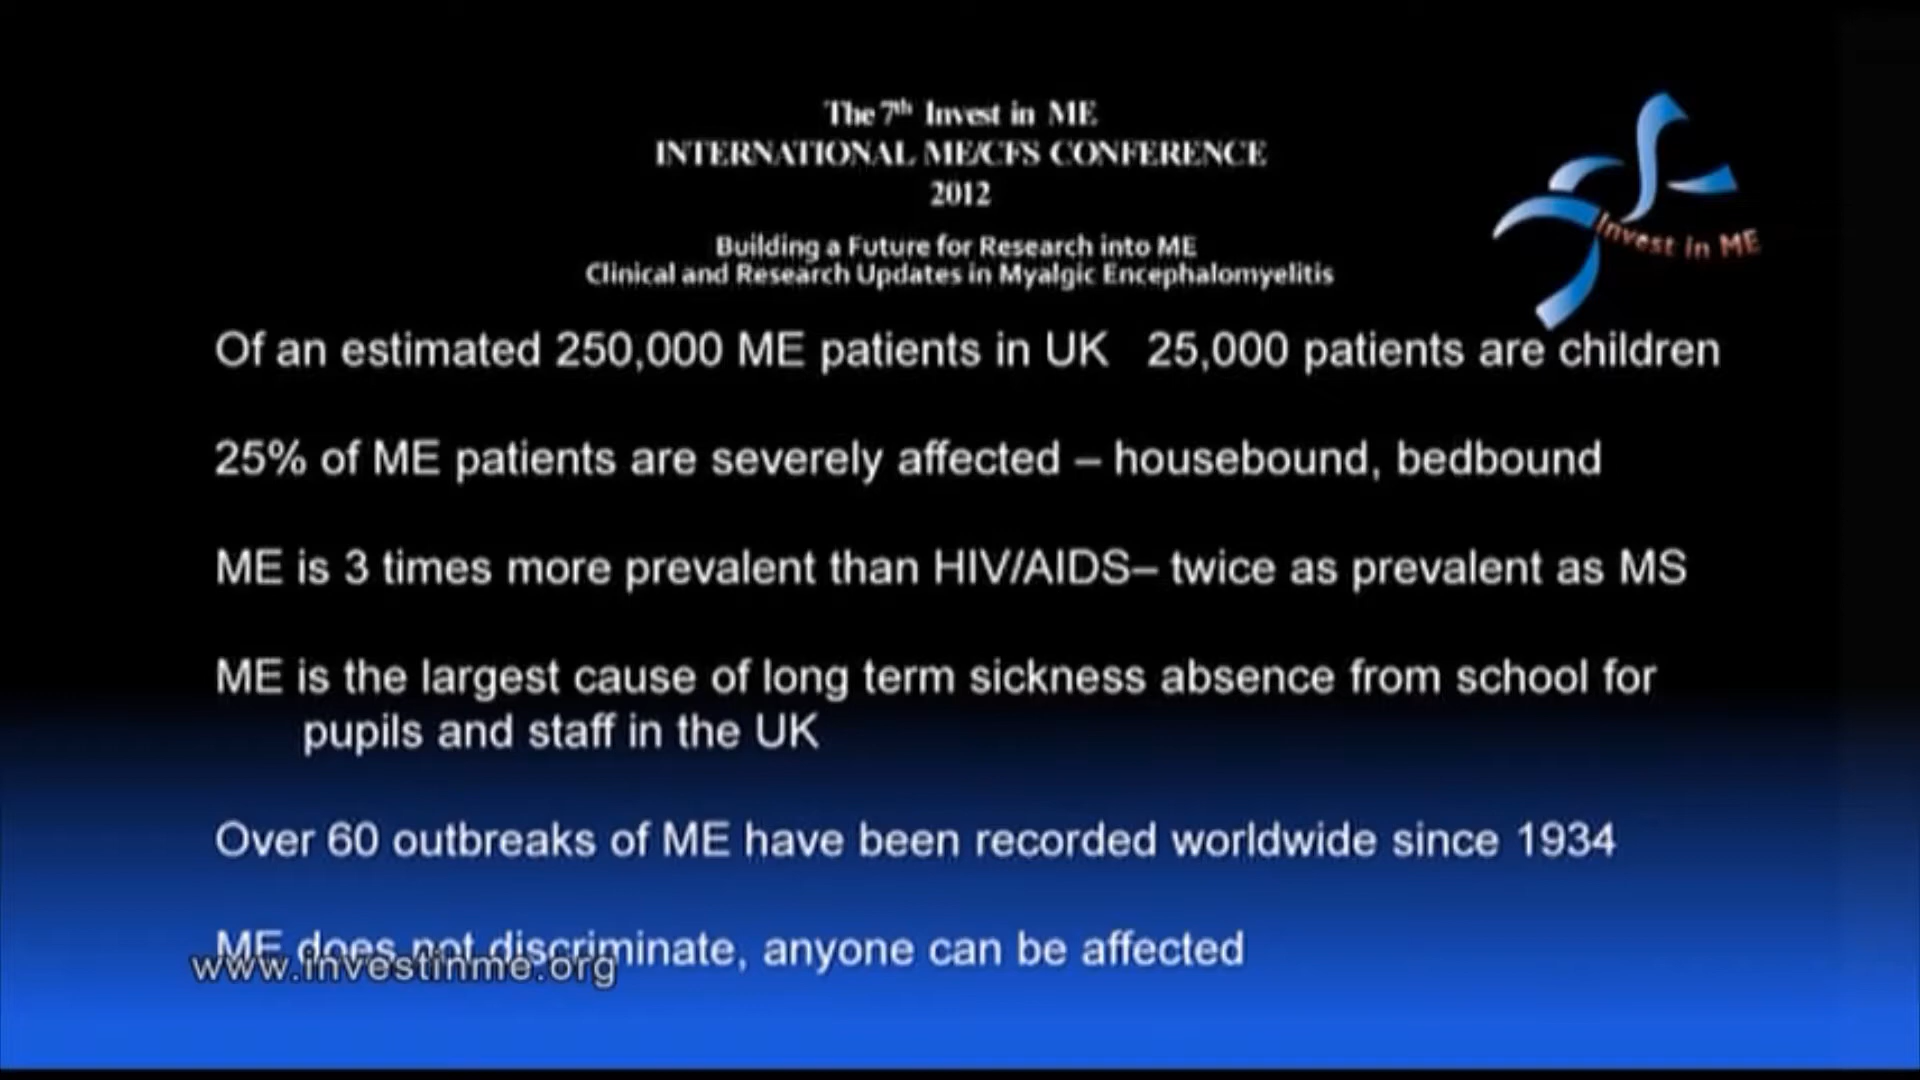 The 7th Invest in ME
INTERNATIONAL ME/CFS CONFERENCE
2012
Building a Future for Research into ME
Clinical and Research Updates in Myalgic Encephalomyelitis
Invest in ME
Of an estimated 250,000 ME patients in UK 25,000 patients are children
25% of ME patients are severely affected – housebound, bedbound
ME is 3 times more prevalent than HIV/AIDS– twice as prevalent as MS
ME is the largest cause of long term sickness absence from school for
pupils and staff in the UK
Over 60 outbreaks of ME have been recorded worldwide since 1934
ME does not discriminate, anyone can be affected
www.investinme.org